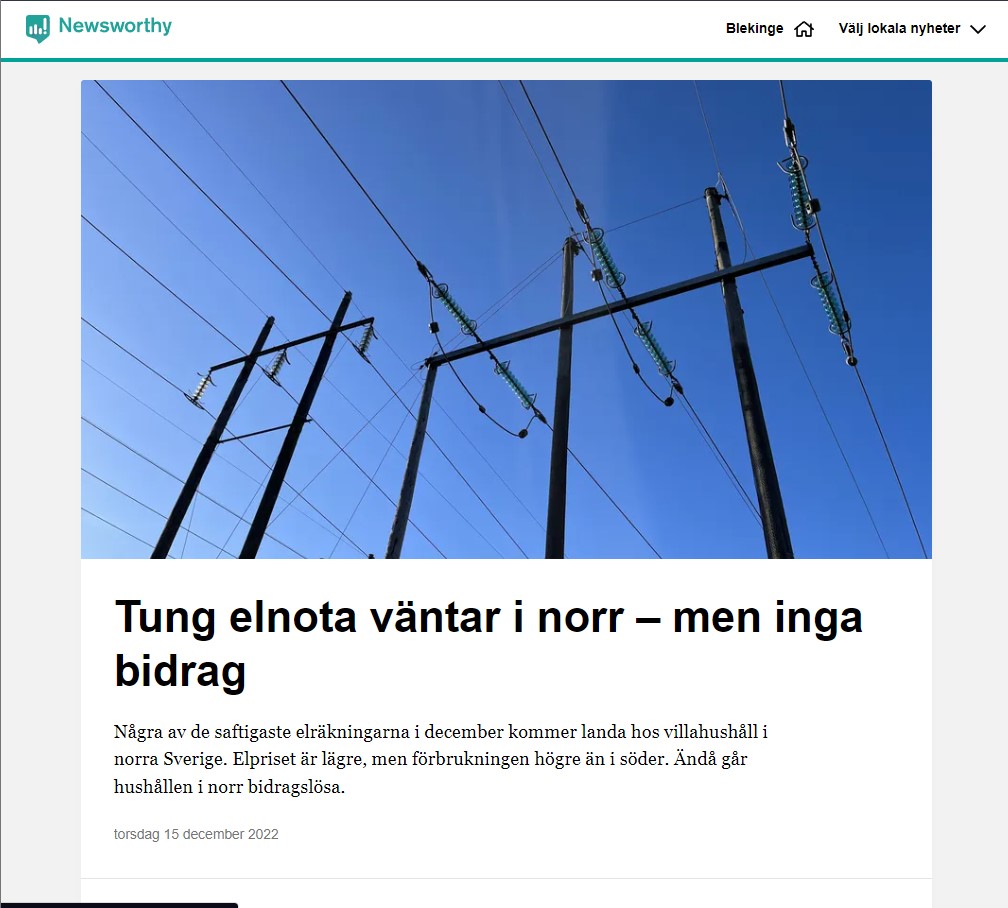 Newsworthy
Blekinge
Välj lokala nyheter
Tung elnota väntar i norr – men inga
bidrag
Några av de saftigaste elräkningarna i december kommer landa hos villahushåll i
norra Sverige. Elpriset är lägre, men förbrukningen högre än i söder. Ändå går
hushållen i norr bidragslösa.
torsdag 15 december 2022